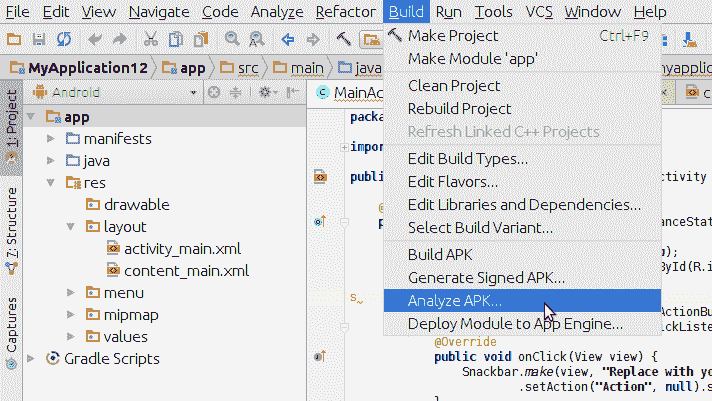 File Edit View Navigate Code Analyze Refactor Build Run Tools VCS Window Help
MyApplication12 app src main java
Android
MainAc
1: Project
7: Structure
Captures
app
manifests
java
res
drawable
layout
activity_main.xml
content_main.xml
menu
mipmap
values
Gradle Scripts
Make Project Ctrl+F9
Make Module 'app'
Clean Project
Rebuild Project
Refresh Linked C++ Projects
Edit Build Types...
Edit Flavors...
Edit Libraries and Dependencies...
Select Build Variant...
Build APK
Generate Signed APK...
Analyze APK...
Deploy Module to App Engine...
packa
impor
publi
ctivity
anceStat
);
ById(R.i
ActionBu
ickListe
@Override
public void onClick(View view) {
Snackbar.make(view, "Replace with yo
.setAction("Action", null).s
}